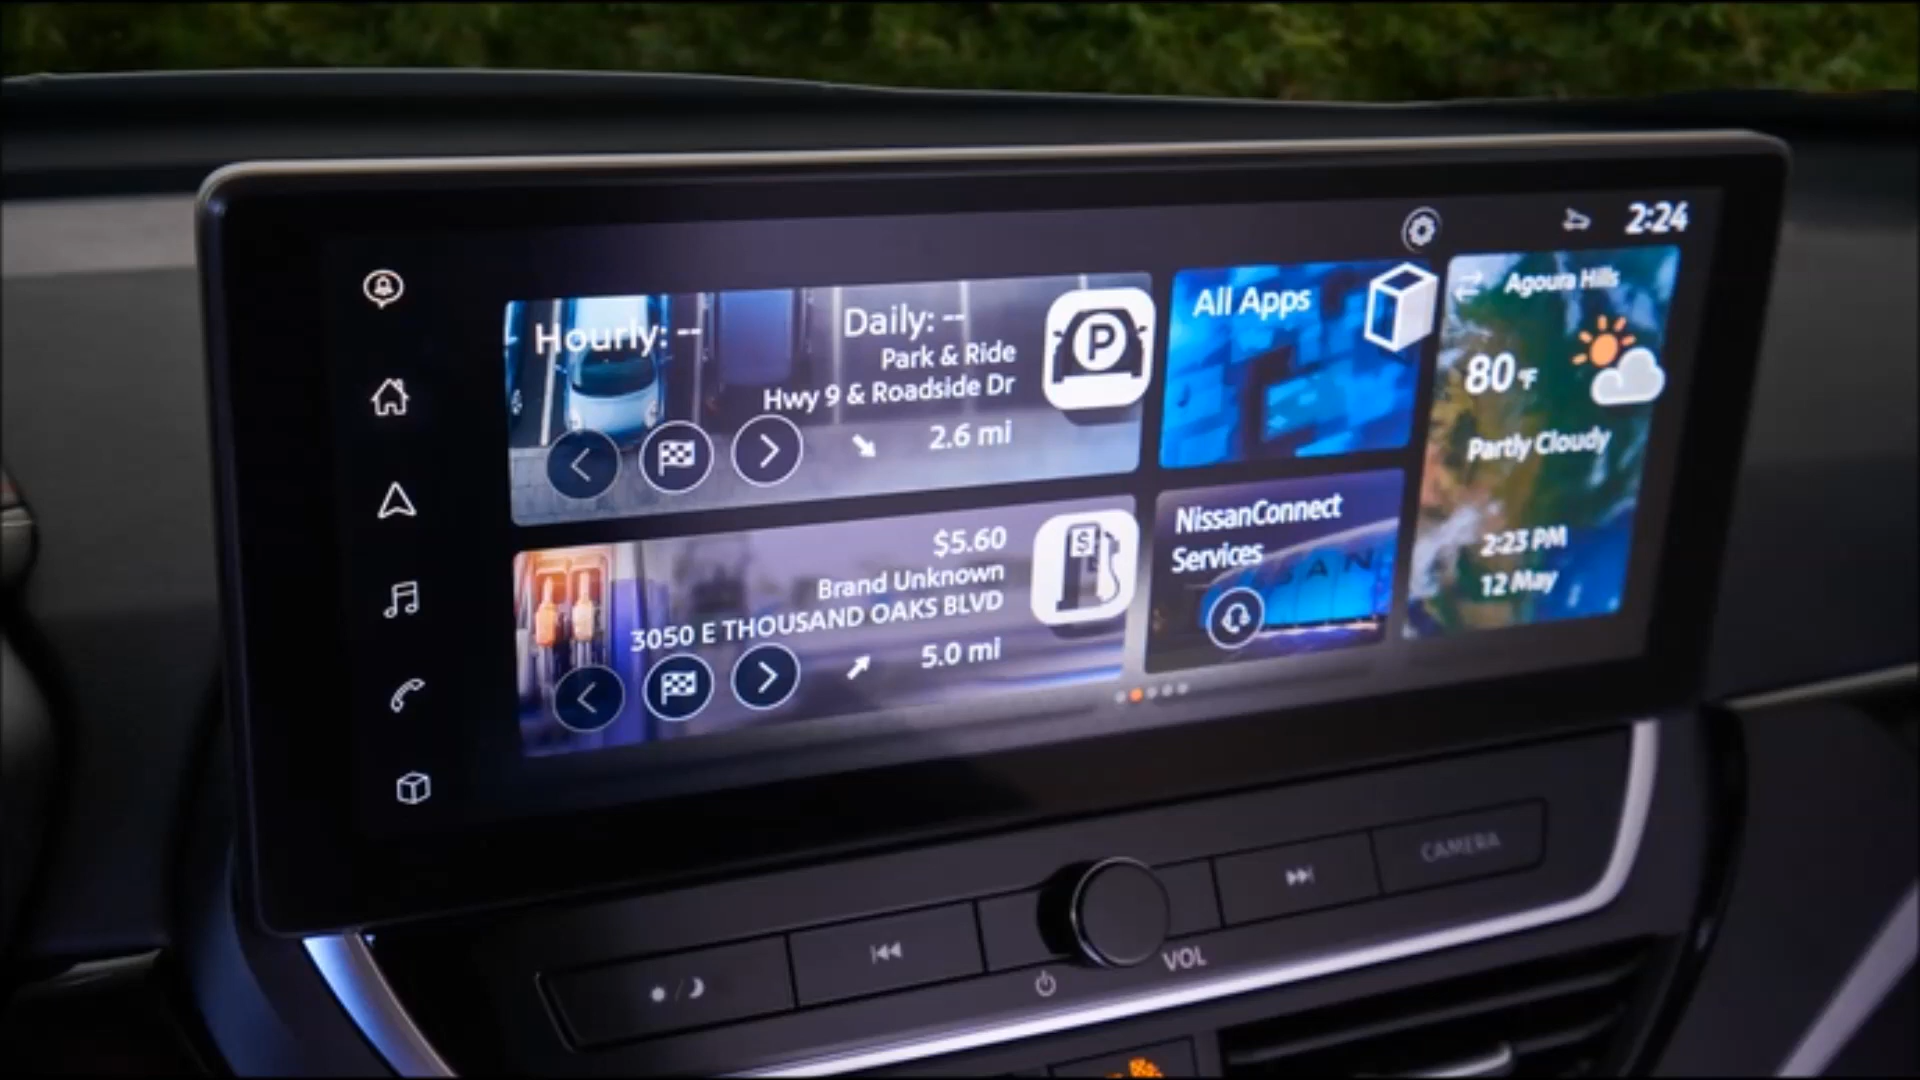 2:24
Hourly: --
Daily: --
Park & Ride
Hwy 9 & Roadside Dr
2.6 mi
P
All Apps
Agoura Hills
80 °F
Partly Cloudy
2:23 PM
12 May
$5.60
Brand Unknown
3050 E THOUSAND OAKS BLVD
5.0 mi
$
NissanConnect
Services
SAN
VOL
CAMERA